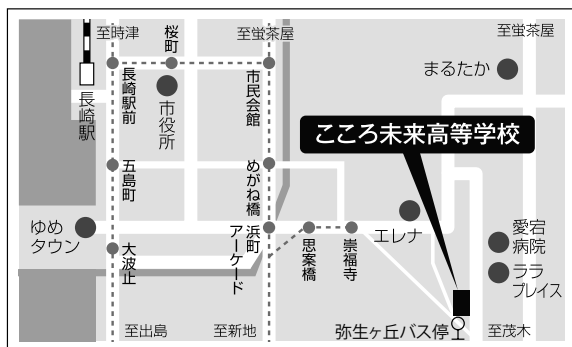 至時津
桜町
至蛍茶屋
至蛍茶屋
長崎駅
長崎駅前
市役所
市民会館
まるたか
こころ未来高等学校
五島町
めがね橋
ゆめ
タウン
大波止
浜町
アーケード
思案橋
崇福寺
エレナ
愛宕
病院
ララ
プレイス
至出島
至新地
弥生ヶ丘バス停
至茂木